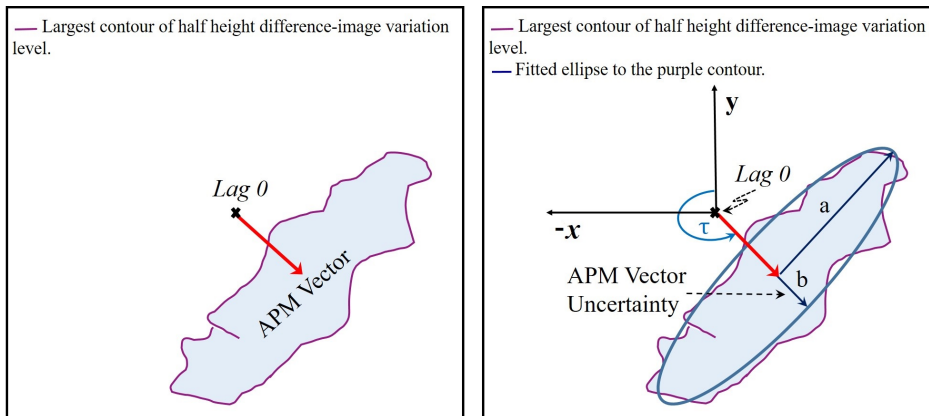 Largest contour of half height difference-image variation
level.
Lag 0
APM Vector
Largest contour of half height difference-image variation
level.
Fitted ellipse to the purple contour.
y
Lag 0
-x
τ
a
b
APM Vector
Uncertainty